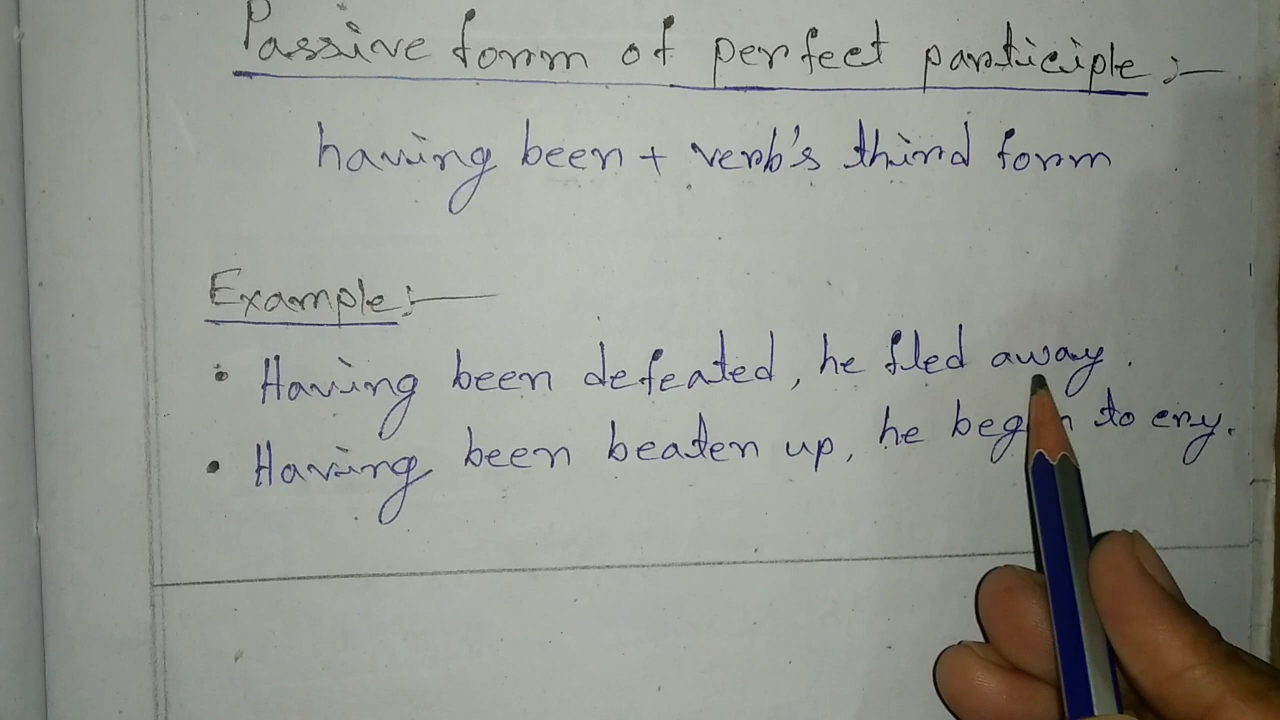 Passive form of perfect participle :-
having been + verb's third form
Example :-
• Having been defeated, he fled away.
• Having been beaten up, he to cry.